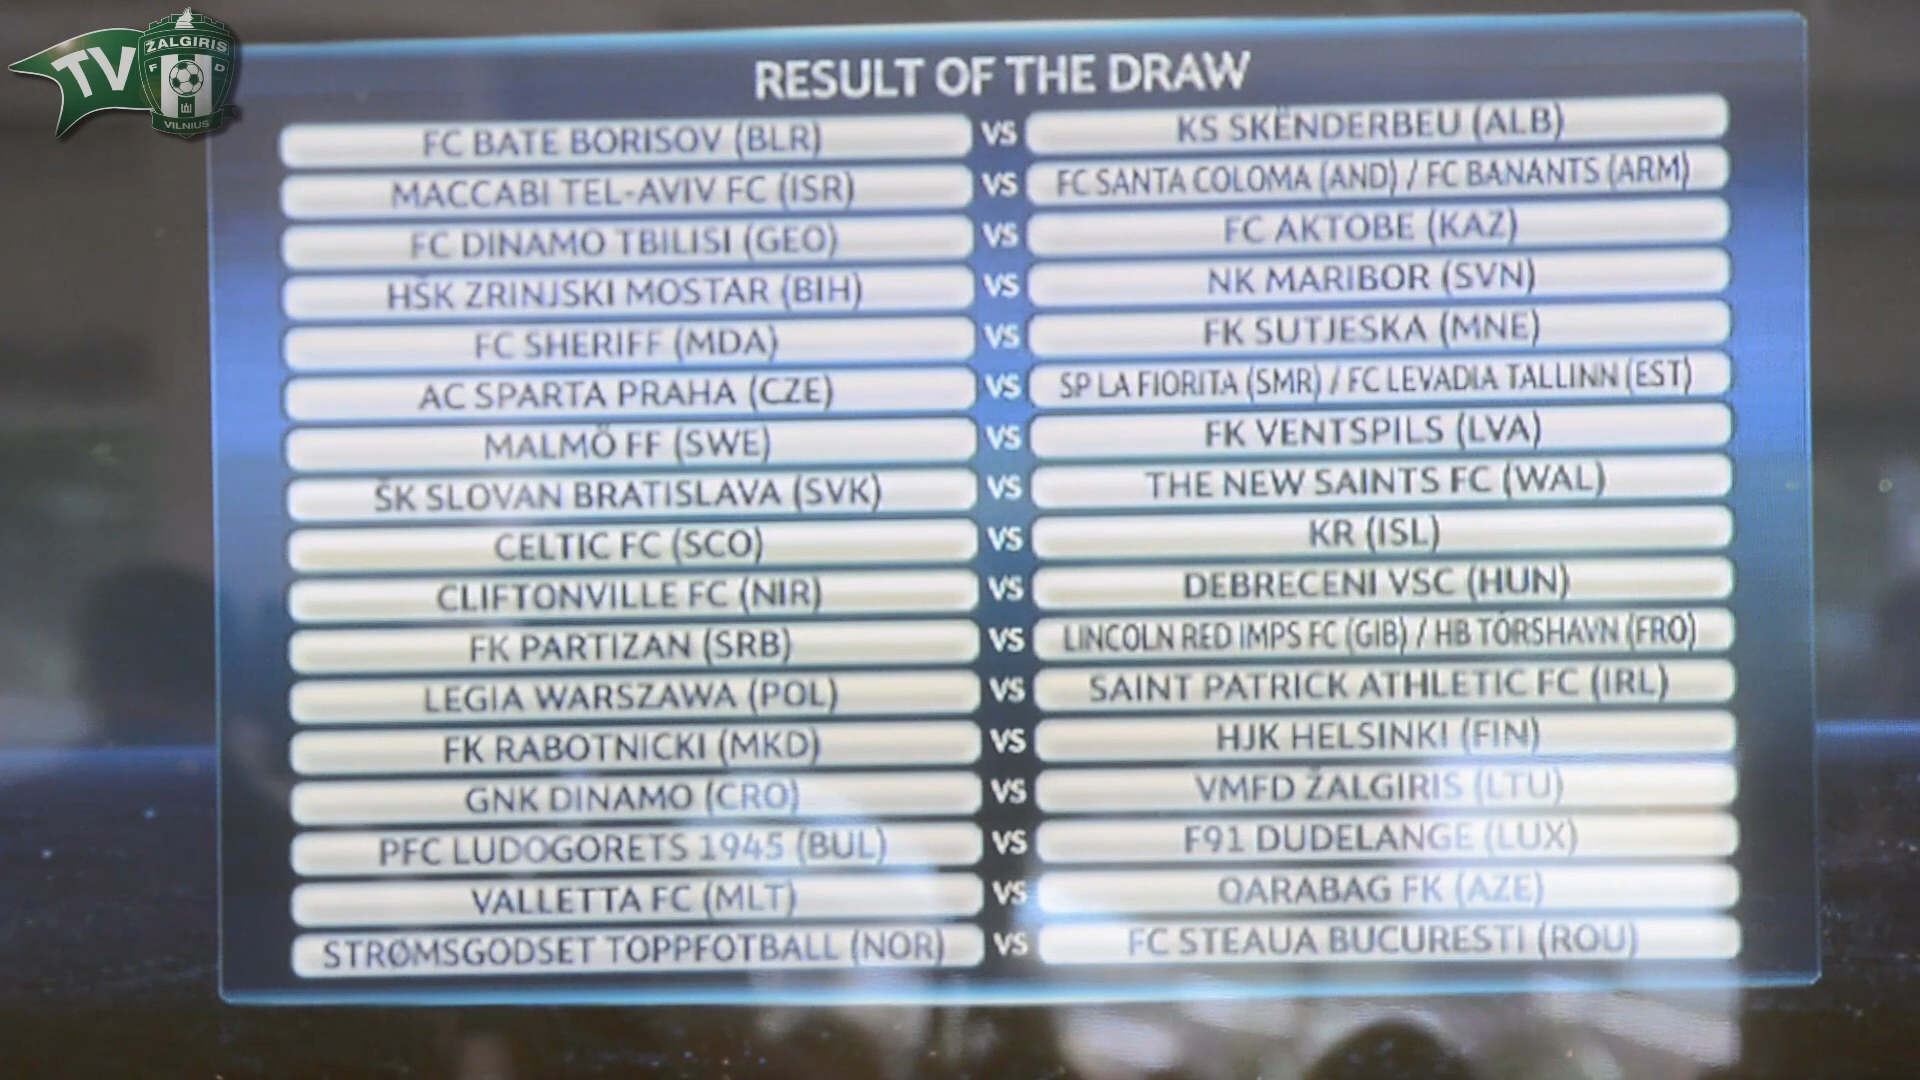 TV ŽALGIRIS
F D
VILNIUS
RESULT OF THE DRAW
FC BATE BORISOV (BLR) VS KS SKËNDERBEU (ALB)
MACCABI TEL-AVIV FC (ISR) VS FC SANTA COLOMA (AND) / FC BANANTS (ARM)
FC DINAMO TBILISI (GEO) VS FC AKTOBE (KAZ)
HŠK ZRINJSKI MOSTAR (BIH) VS NK MARIBOR (SVN)
FC SHERIFF (MDA) VS FK SUTJESKA (MNE)
AC SPARTA PRAHA (CZE) VS SP LA FIORITA (SMR) / FC LEVADIA TALLINN (EST)
MALMÖ FF (SWE) VS FK VENTSPILS (LVA)
ŠK SLOVAN BRATISLAVA (SVK) VS THE NEW SAINTS FC (WAL)
CELTIC FC (SCO) VS KR (ISL)
CLIFTONVILLE FC (NIR) VS DEBRECENI VSC (HUN)
FK PARTIZAN (SRB) VS LINCOLN RED IMPS FC (GIB) / HB TÓRSHAVN (FRO)
LEGIA WARSZAWA (POL) VS SAINT PATRICK ATHLETIC FC (IRL)
FK RABOTNICKI (MKD) VS HJK HELSINKI (FIN)
GNK DINAMO (CRO) VS VMFD ŽALGIRIS (LTU)
PFC LUDOGORETS 1945 (BUL) VS F91 DUDELANGE (LUX)
VALLETTA FC (MLT) VS QARABAG FK (AZE)
STRØMSGODSET TOPPFOTBALL (NOR) VS FC STEAUA BUCURESTI (ROU)